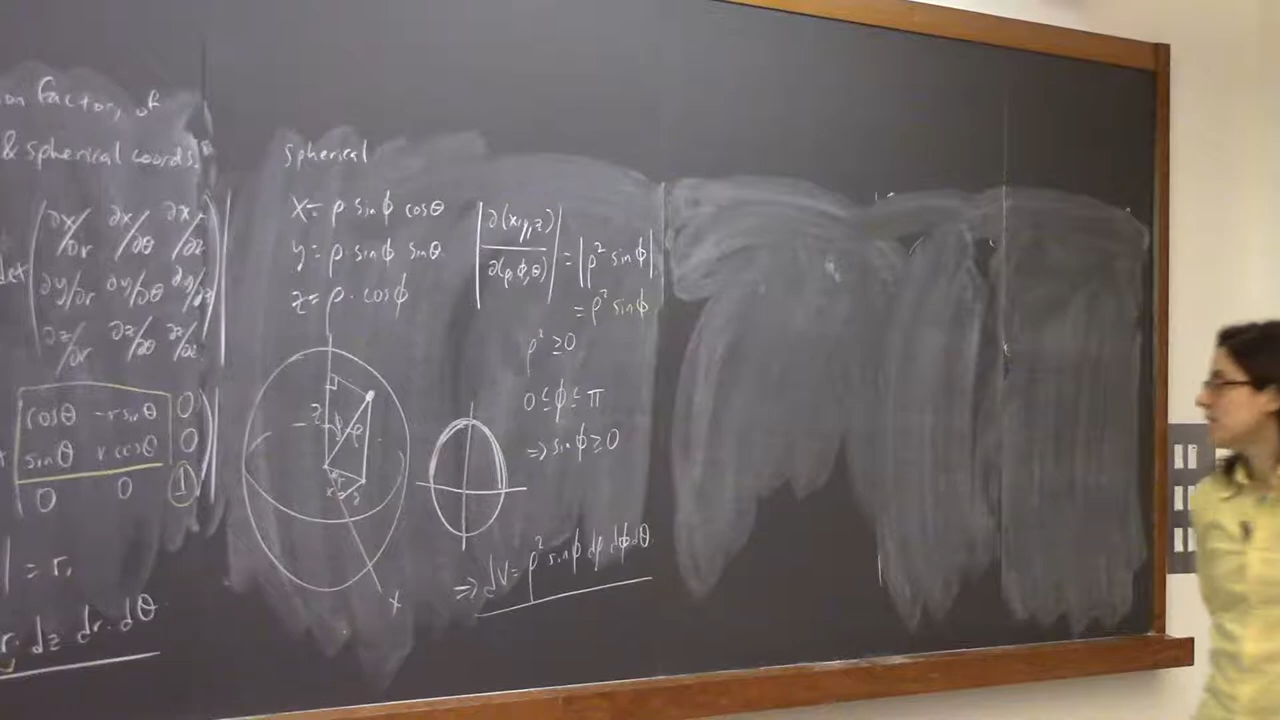 on factor, of
& spherical coords.
det
∂x/∂r ∂x/∂θ ∂x/∂z
∂y/∂r ∂y/∂θ ∂y/∂z
∂z/∂r ∂z/∂θ ∂z/∂z
cosθ -r sinθ 0
sinθ r cosθ 0
0 0 1
| = r,
r. dz dr. dθ
spherical
x = ρ sinϕ cosθ
y = ρ · sinϕ sinθ
z = ρ · cosϕ
|∂(x,y,z)/∂(ρ,ϕ,θ)| = |ρ² sinϕ|
= ρ² sinϕ
ρ² ≥ 0
0 ≤ ϕ ≤ π
=> sinϕ ≥ 0
z ϕ ρ
r
x y
x
=> dV = ρ² sinϕ dρ dϕ dθ